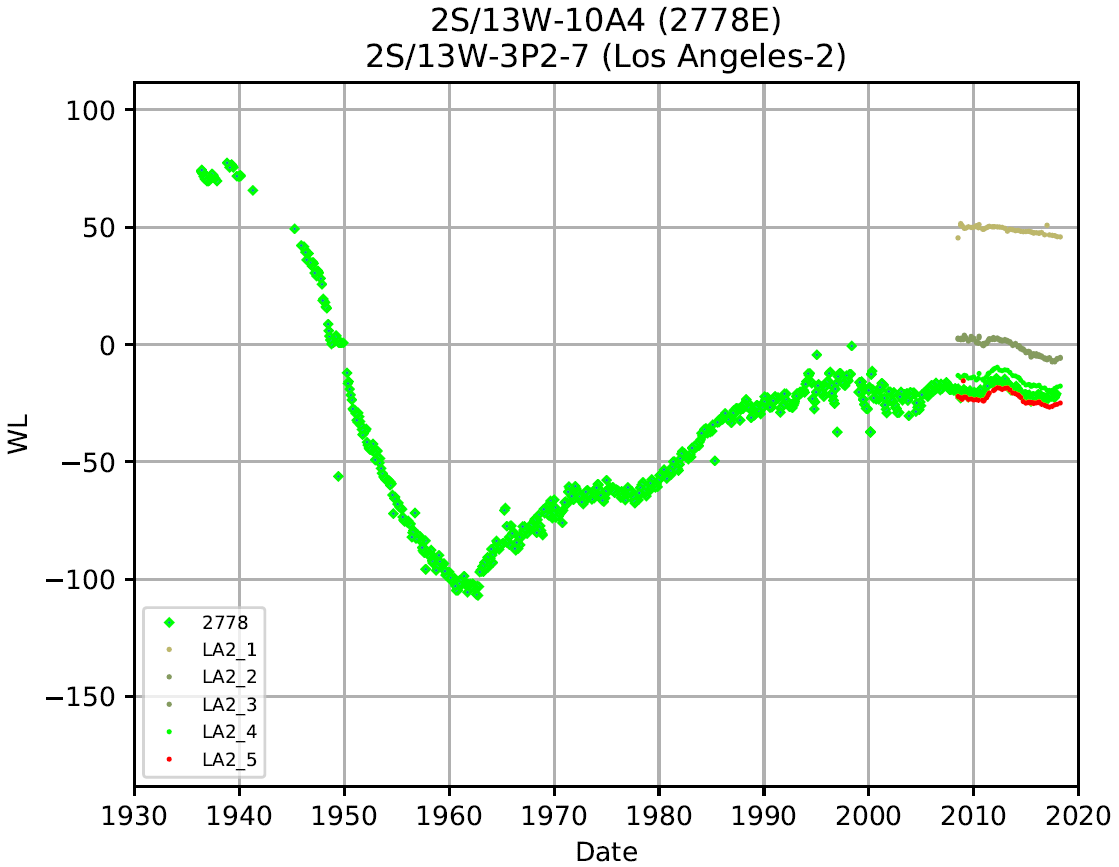 2S/13W-10A4 (2778E)
2S/13W-3P2-7 (Los Angeles-2)
WL
100
50
0
−50
−100
−150
2778
LA2_1
LA2_2
LA2_3
LA2_4
LA2_5
1930 1940 1950 1960 1970 1980 1990 2000 2010 2020
Date